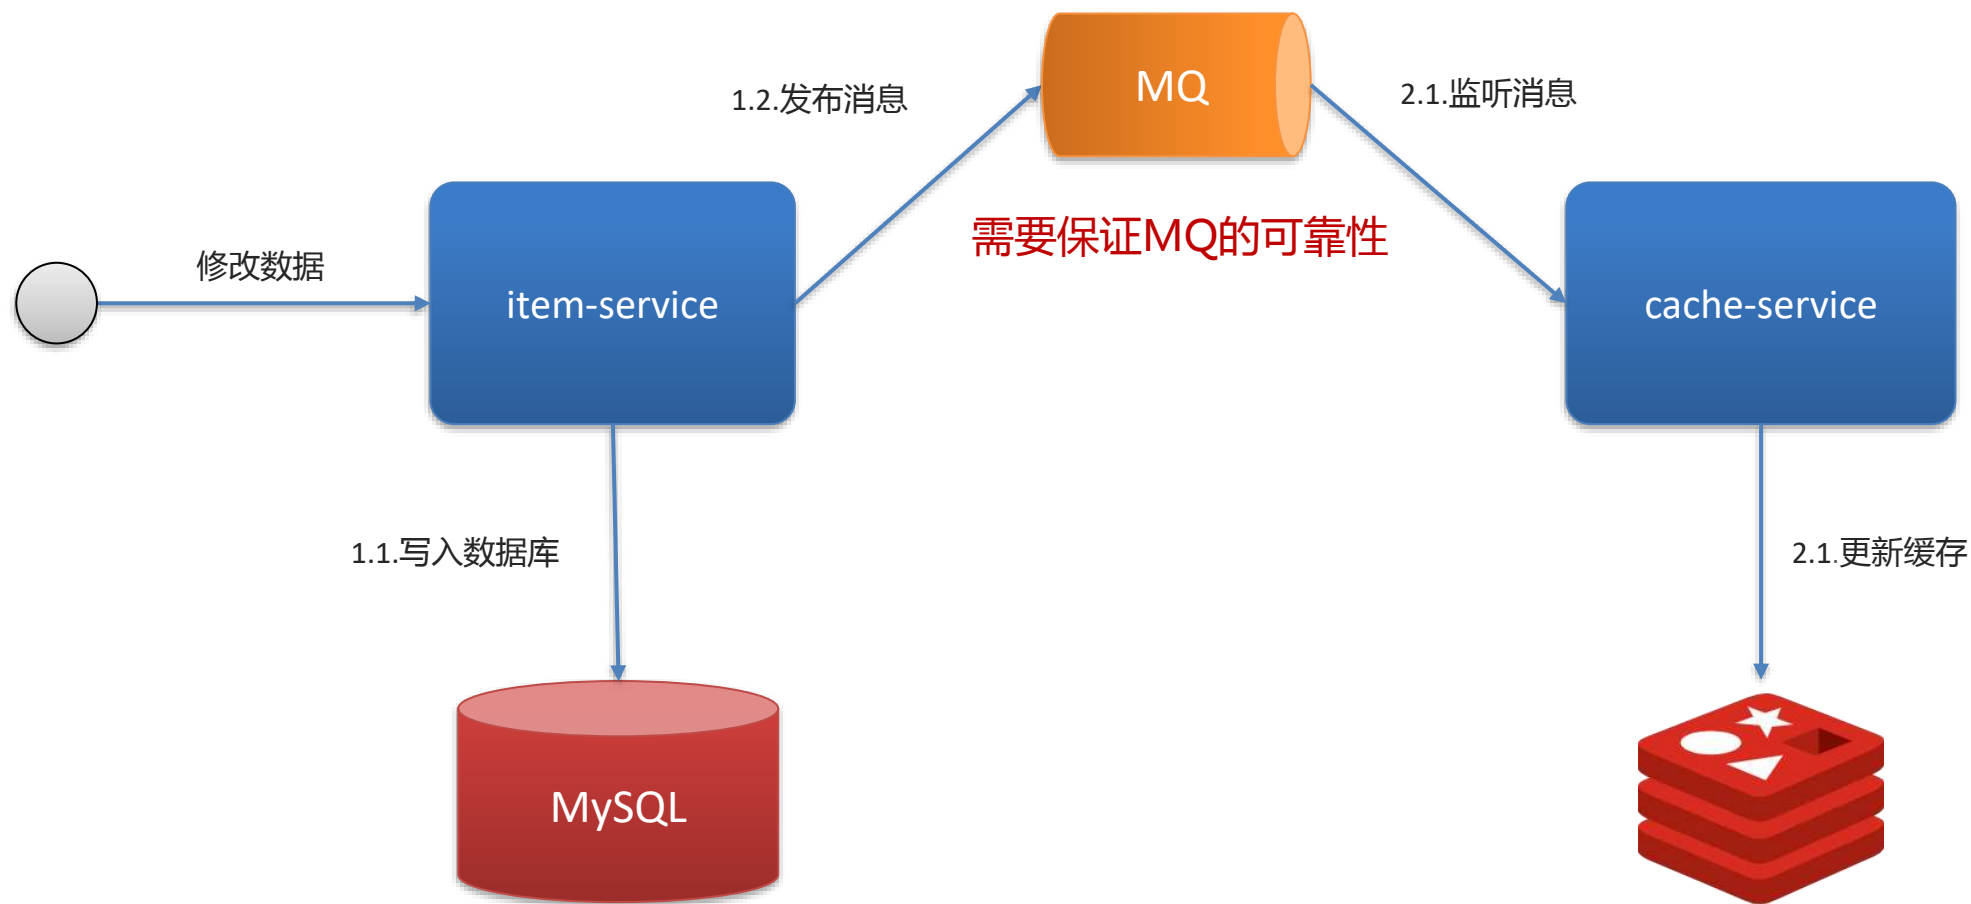 MQ
1.2.发布消息
2.1.监听消息
需要保证MQ的可靠性
修改数据
item-service
cache-service
1.1.写入数据库
2.1.更新缓存
MySQL